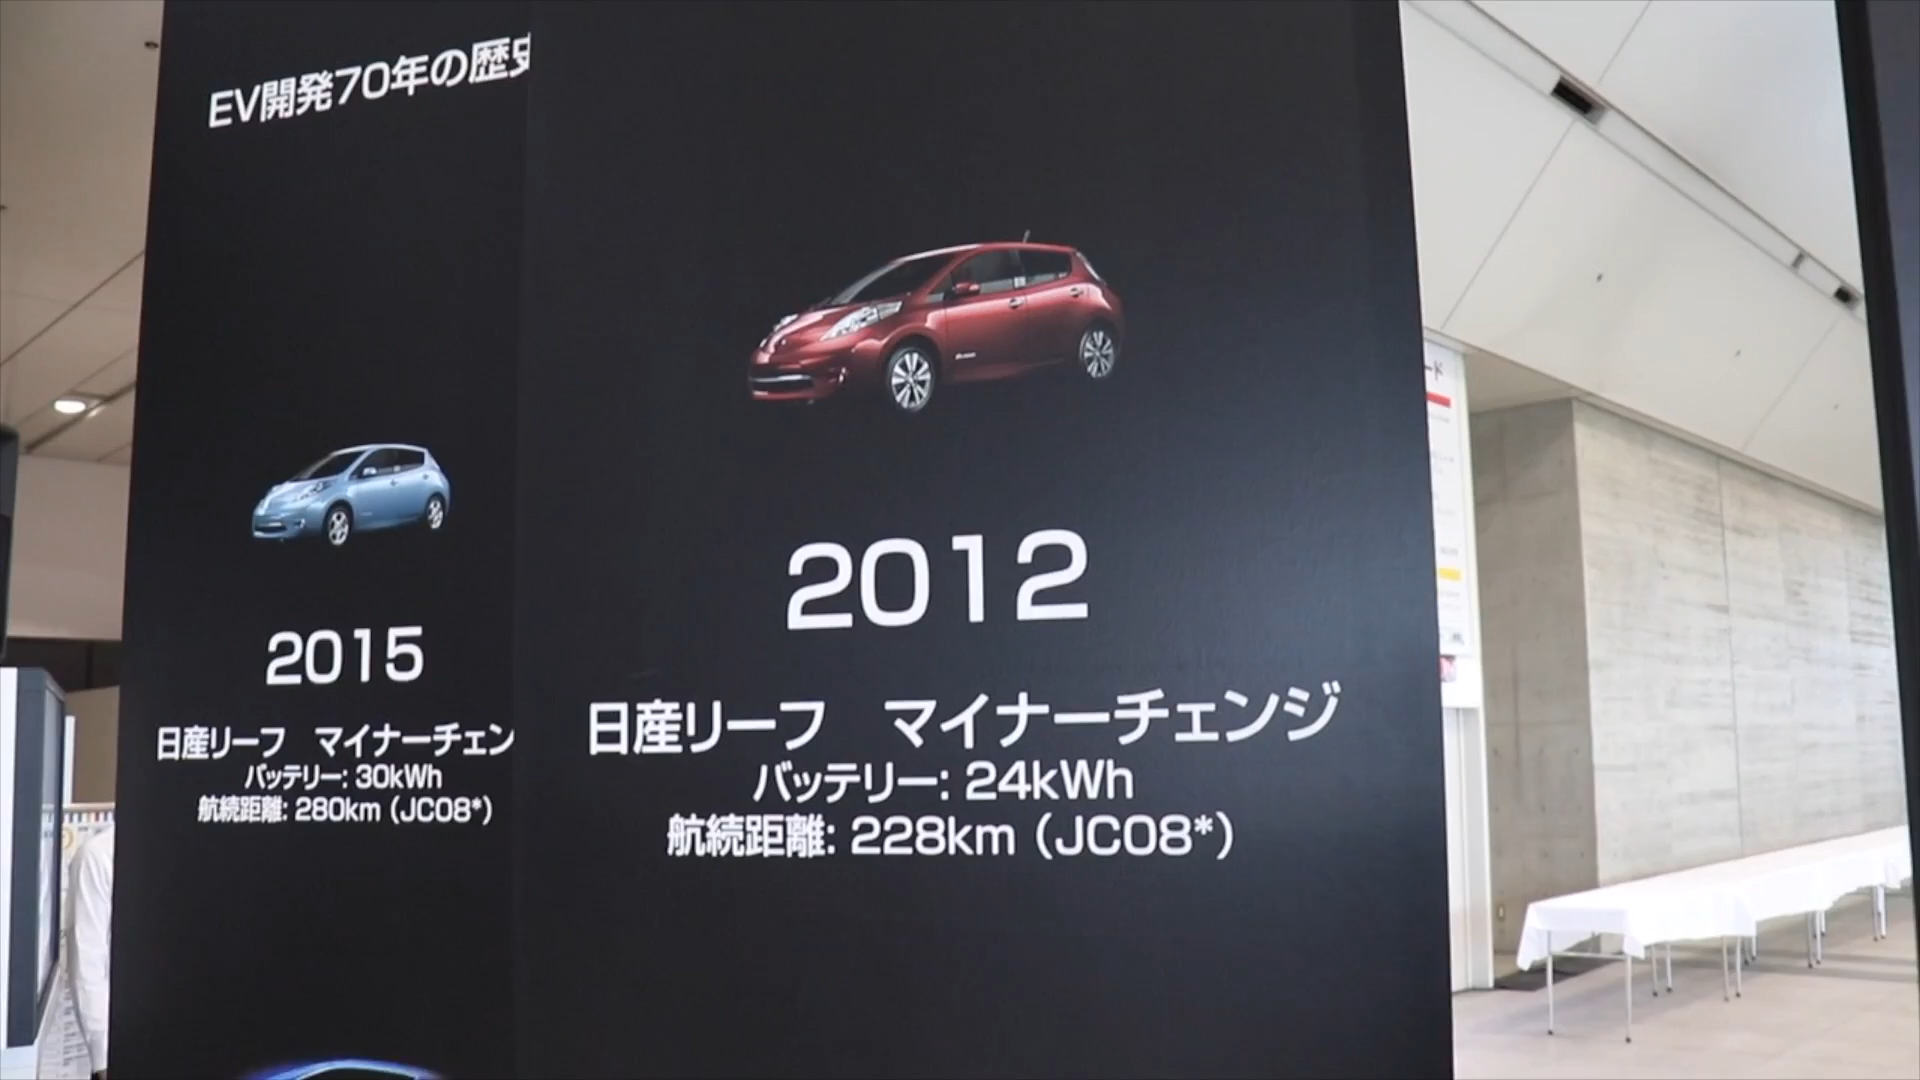 EV開発70年の歴史
2015
日産リーフ　マイナーチェン
バッテリー: 30kWh
航続距離: 280km (JC08*)
2012
日産リーフ　マイナーチェンジ
バッテリー: 24kWh
航続距離: 228km (JC08*)
ード